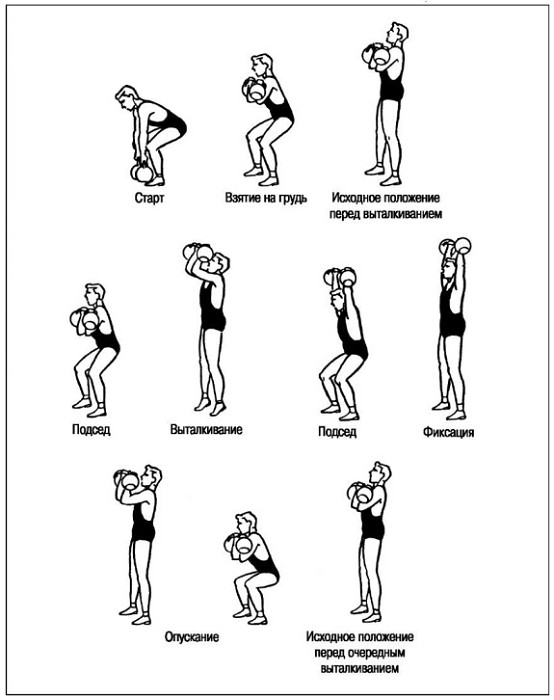 Старт
Взятие на грудь
Исходное положение
перед выталкиванием
Подсед
Выталкивание
Подсед
Фиксация
Опускание
Исходное положение
перед очередным
выталкиванием